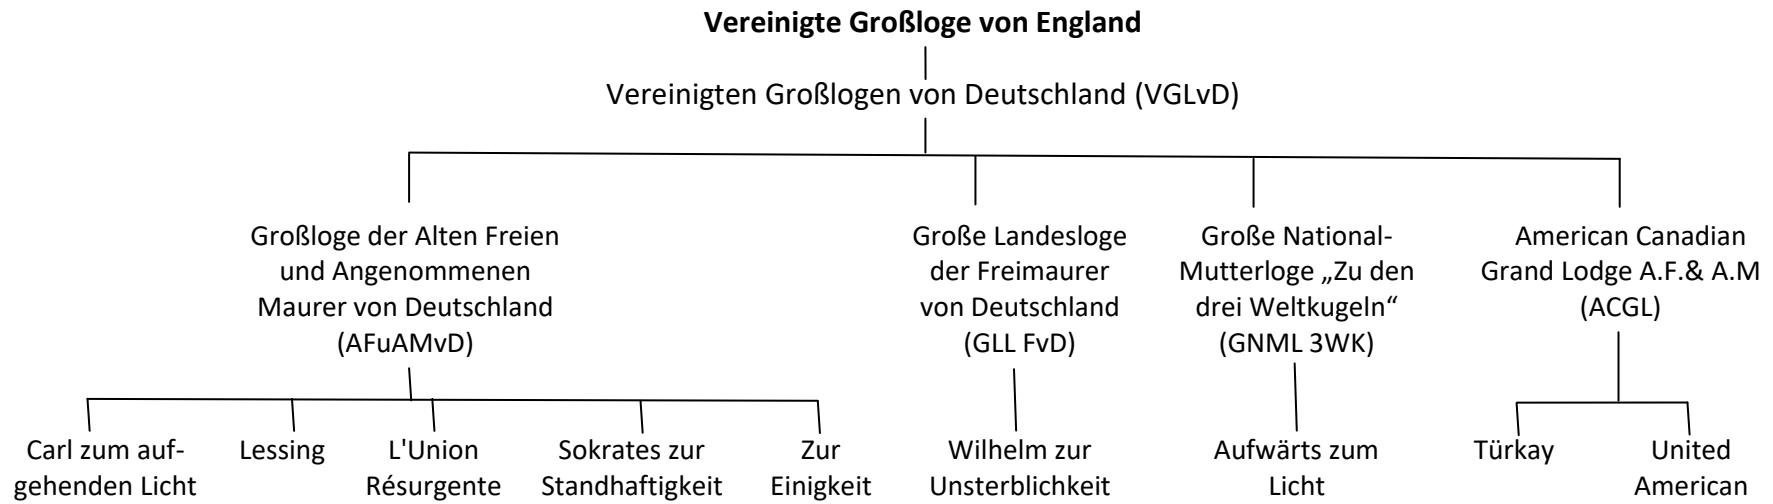 Vereinigte Großloge von England
Vereinigten Großlogen von Deutschland (VGLvD)
Großloge der Alten Freien
und Angenommenen
Maurer von Deutschland
(AFuAMvD)
Große Landesloge
der Freimaurer
von Deutschland
(GLL FvD)
Große National-
Mutterloge „Zu den
drei Weltkugeln“
(GNML 3WK)
American Canadian
Grand Lodge A.F.& A.M
(ACGL)
Carl zum auf-
gehenden Licht
Lessing
L'Union
Résurgente
Sokrates zur
Standhaftigkeit
Zur
Einigkeit
Wilhelm zur
Unsterblichkeit
Aufwärts zum
Licht
Türkay
United
American